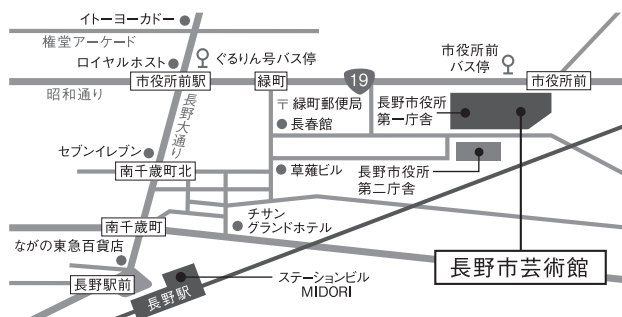 イトーヨーカドー
権堂アーケード
ロイヤルホスト
ぐるりん号バス停
市役所前駅
緑町
19
市役所前
バス停
市役所前
昭和通り
長野大通り
〒緑町郵便局
長春館
長野市役所
第一庁舎
セブンイレブン
南千歳町北
草薙ビル
長野市役所
第二庁舎
南千歳町
チサン
グランドホテル
ながの東急百貨店
長野駅前
長野駅
ステーションビル
MIDORI
長野市芸術館